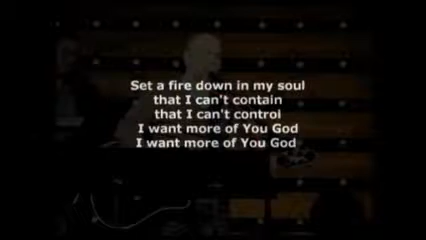 Set a fire down in my soul
that I can't contain
that I can't control
I want more of You God
I want more of You God